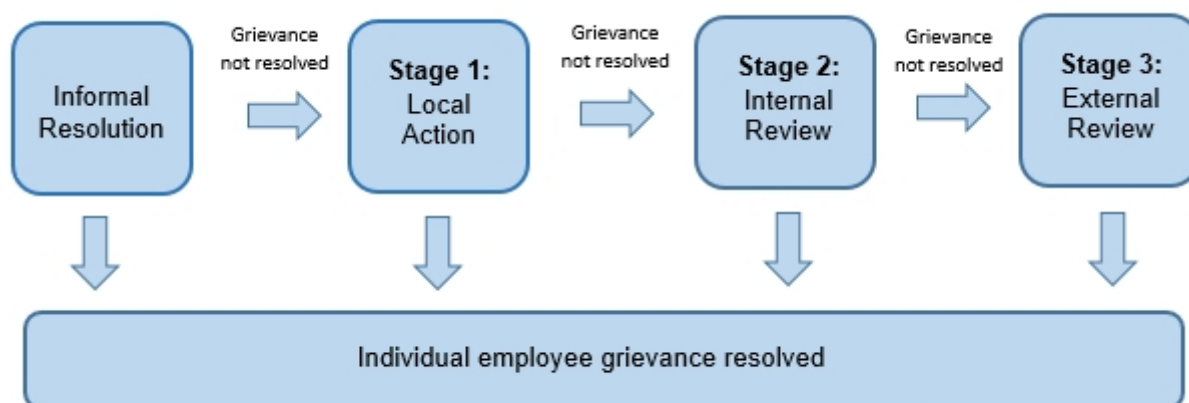 Informal
Resolution
Grievance
not resolved
Stage 1:
Local
Action
Grievance
not resolved
Stage 2:
Internal
Review
Grievance
not resolved
Stage 3:
External
Review
Individual employee grievance resolved